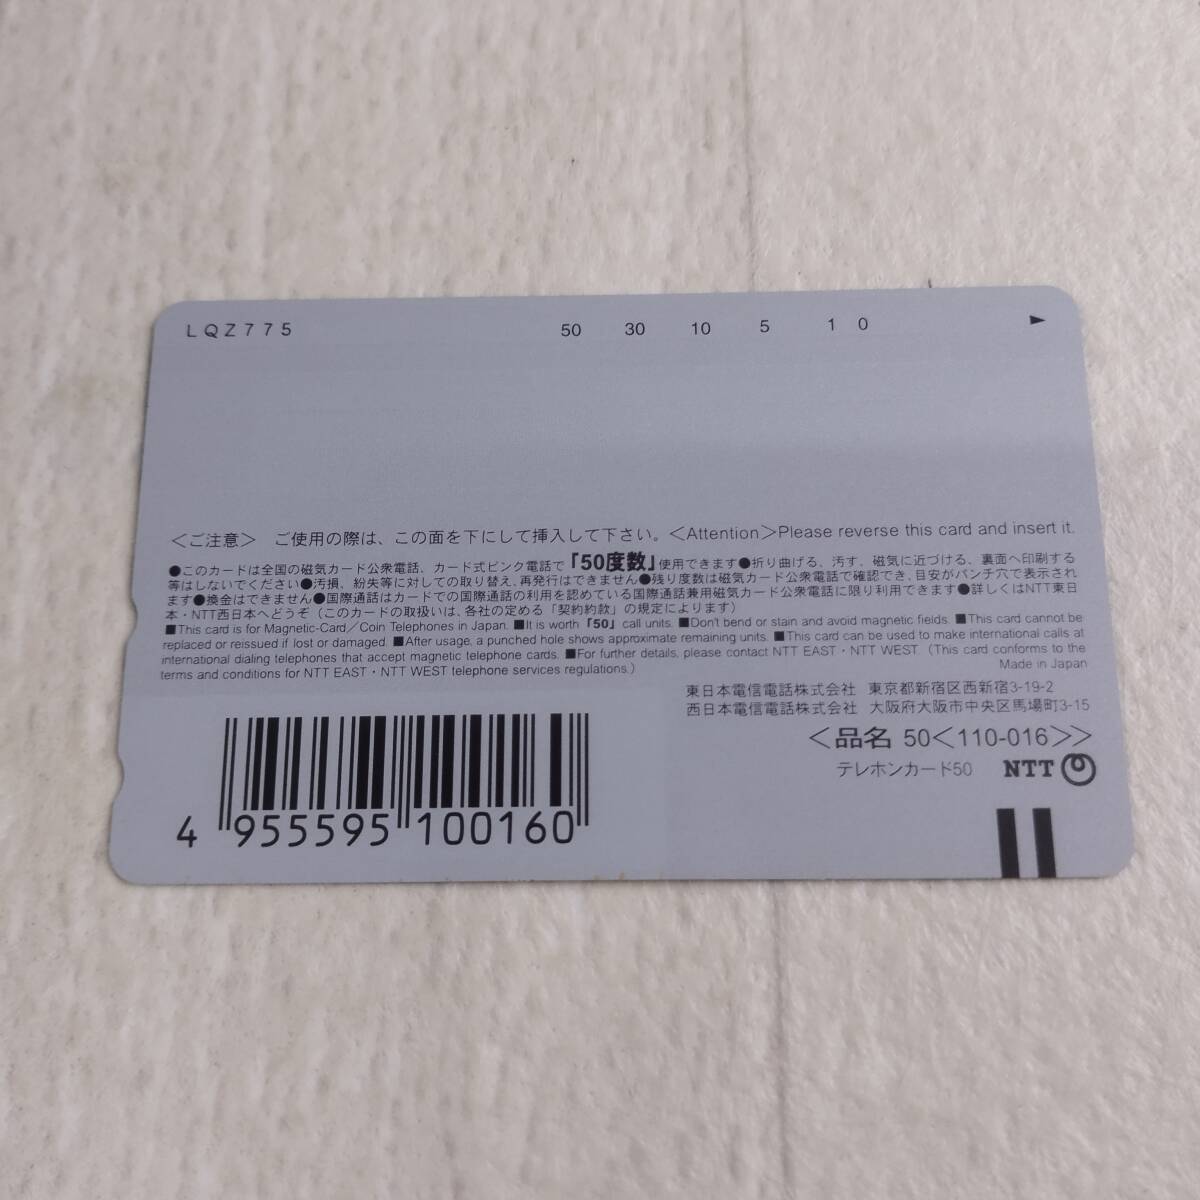 LQZ775 50 30 10 5 1 0 ►
＜ご注意＞ ご使用の際は、この面を下にして挿入して下さい。＜Attention＞Please reverse this card and insert it.
●このカードは全国の磁気カード公衆電話、カード式ピンク電話で「50度数」使用できます●折り曲げる、汚す、磁気に近づける、裏面へ印刷する
等はしないでください●汚損、紛失等に対しての取り替え、再発行はできません●残り度数は磁気カード公衆電話で確認でき、目安がパンチ穴で表示され
ます●換金はできません●国際通話はカードでの国際通話の利用を認めている国際通話兼用磁気カード公衆電話に限り利用できます●詳しくはNTT東日
本・NTT西日本へどうぞ（このカードの取扱いは、各社の定める「契約約款」の規定によります）
■This card is for Magnetic-Card／Coin Telephones in Japan. ■It is worth「50」call units. ■Don't bend or stain and avoid magnetic fields. ■This card cannot be
replaced or reissued if lost or damaged. ■After usage, a punched hole shows approximate remaining units. ■This card can be used to make international calls at
international dialing telephones that accept magnetic telephone cards. ■For further details, please contact NTT EAST・NTT WEST. (This card conforms to the
terms and conditions for NTT EAST・NTT WEST telephone services regulations.) Made in Japan
東日本電信電話株式会社 東京都新宿区西新宿3-19-2
西日本電信電話株式会社 大阪府大阪市中央区馬場町3-15
＜品名 50＜110-016＞＞
テレホンカード50 NTT
4 955595 100160